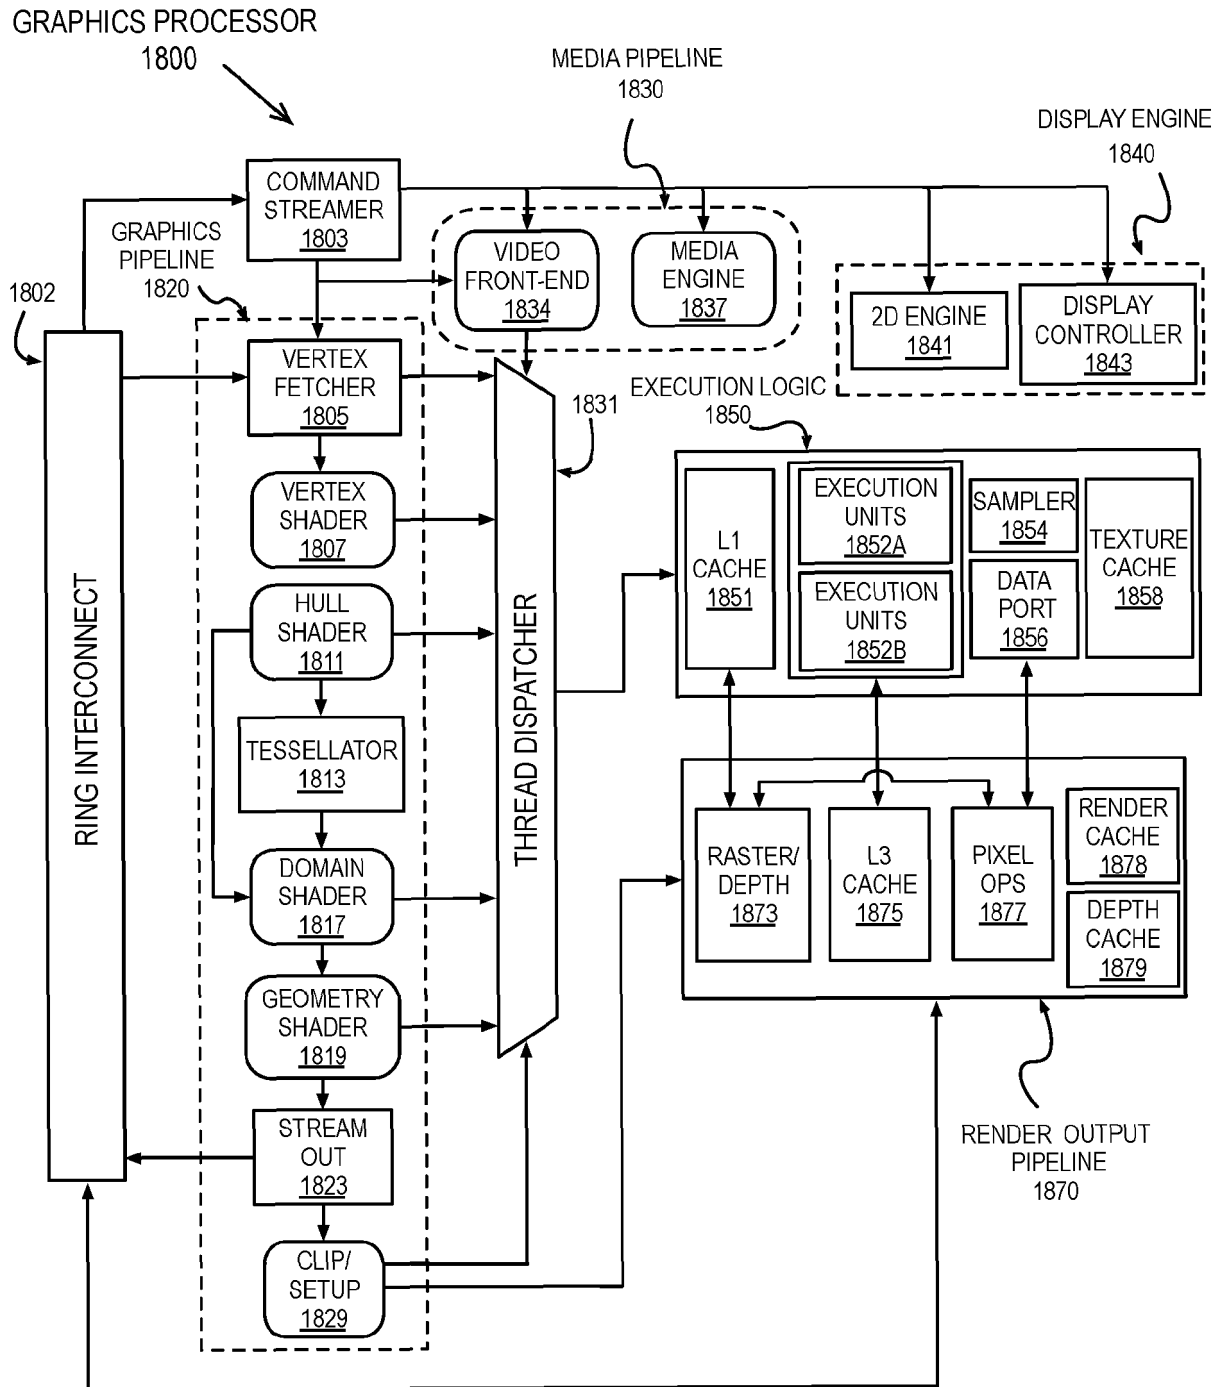 GRAPHICS PROCESSOR
1800
MEDIA PIPELINE
1830
DISPLAY ENGINE
1840
COMMAND
STREAMER
1803
GRAPHICS
PIPELINE
1820
VIDEO
FRONT-END
1834
MEDIA
ENGINE
1837
2D ENGINE
1841
DISPLAY
CONTROLLER
1843
1802
RING INTERCONNECT
VERTEX
FETCHER
1805
VERTEX
SHADER
1807
HULL
SHADER
1811
TESSELLATOR
1813
DOMAIN
SHADER
1817
GEOMETRY
SHADER
1819
STREAM
OUT
1823
CLIP/
SETUP
1829
THREAD DISPATCHER
1831
EXECUTION LOGIC
1850
L1
CACHE
1851
EXECUTION
UNITS
1852A
EXECUTION
UNITS
1852B
SAMPLER
1854
DATA
PORT
1856
TEXTURE
CACHE
1858
RASTER/
DEPTH
1873
L3
CACHE
1875
PIXEL
OPS
1877
RENDER
CACHE
1878
DEPTH
CACHE
1879
RENDER OUTPUT
PIPELINE
1870